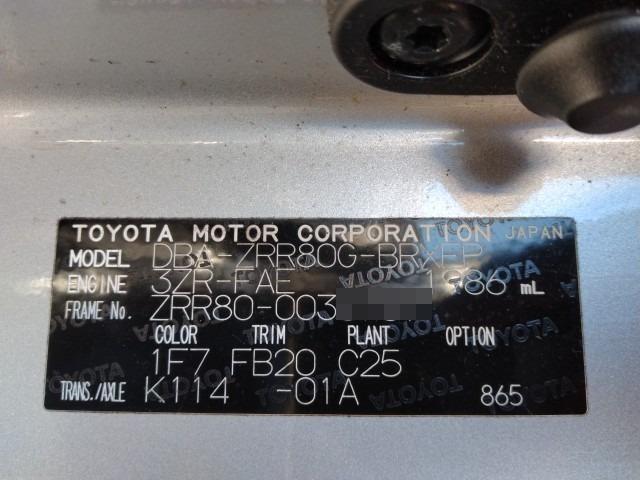 TOYOTA MOTOR CORPORATION JAPAN
MODEL DBA-ZRR80G-BRXEP
ENGINE 3ZR-FAE 986 mL
FRAME No. ZRR80-003
COLOR TRIM PLANT OPTION
1F7 FB20 C25
TRANS./AXLE K114 -01A 865